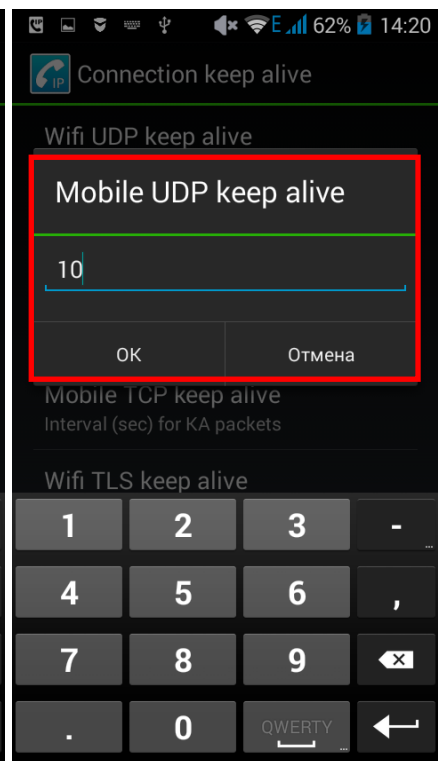 E 62% 14:20
IP Connection keep alive
Wifi UDP keep alive
Mobile UDP keep alive
10
ОК Отмена
Mobile TCP keep alive
Interval (sec) for KA packets
Wifi TLS keep alive
1 2 3 -
...
4 5 6 ,
7 8 9
. 0 QWERTY
...